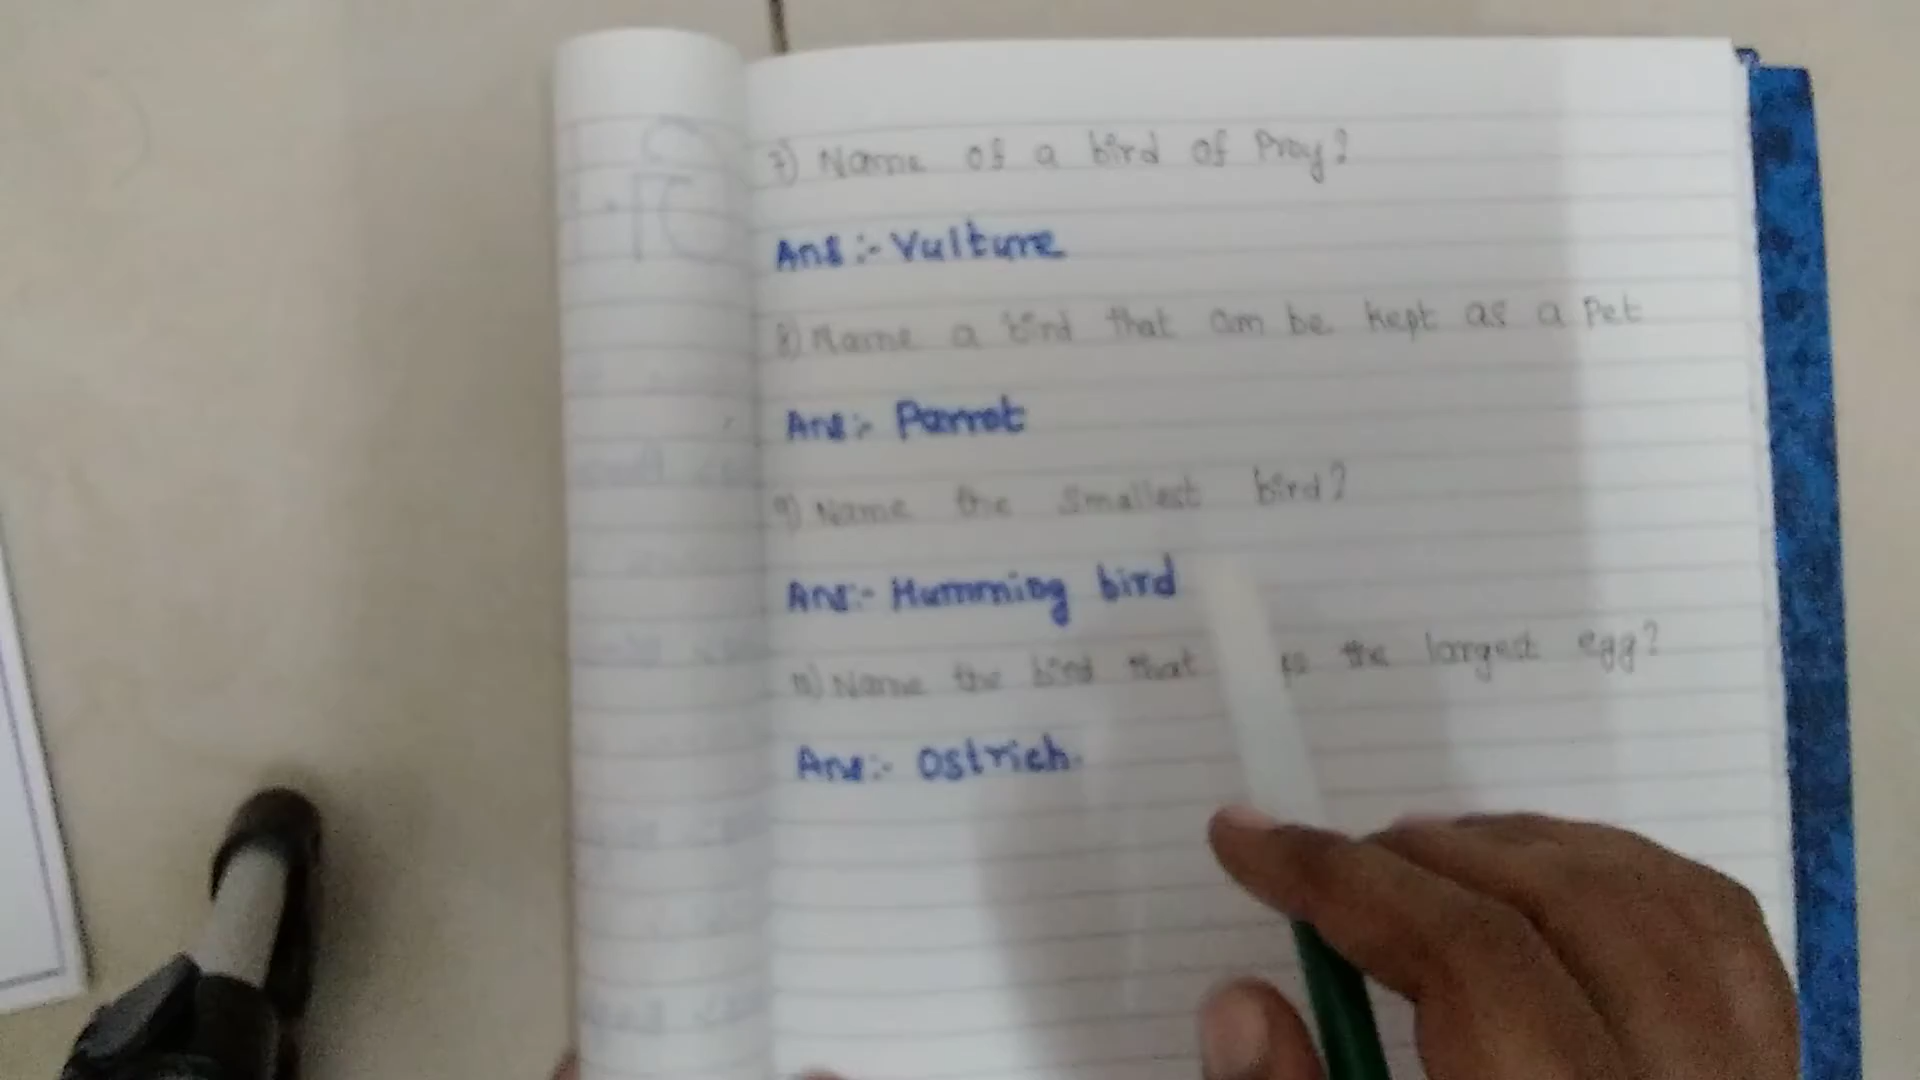 7) Name of a bird of Prey?
Ans:- Vulture
8) Name a bird that can be kept as a Pet
Ans:- Parrot
9) Name the smallest bird?
Ans:- Humming bird
10) Name the bird that the largest egg?
Ans:- Ostrich.